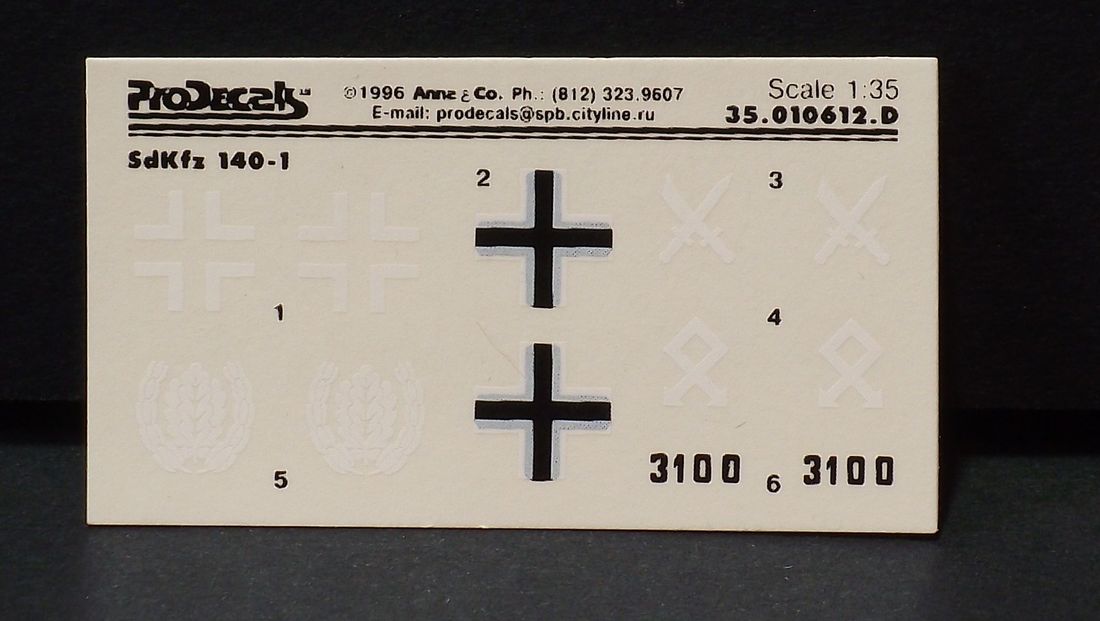 ProDecals TM
©1996 Anna & Co. Ph.: (812) 323.9607
E-mail: prodecals@spb.cityline.ru
Scale 1:35
35.010612.D
SdKfz 140-1
2
3
1
4
5
3100 6 3100